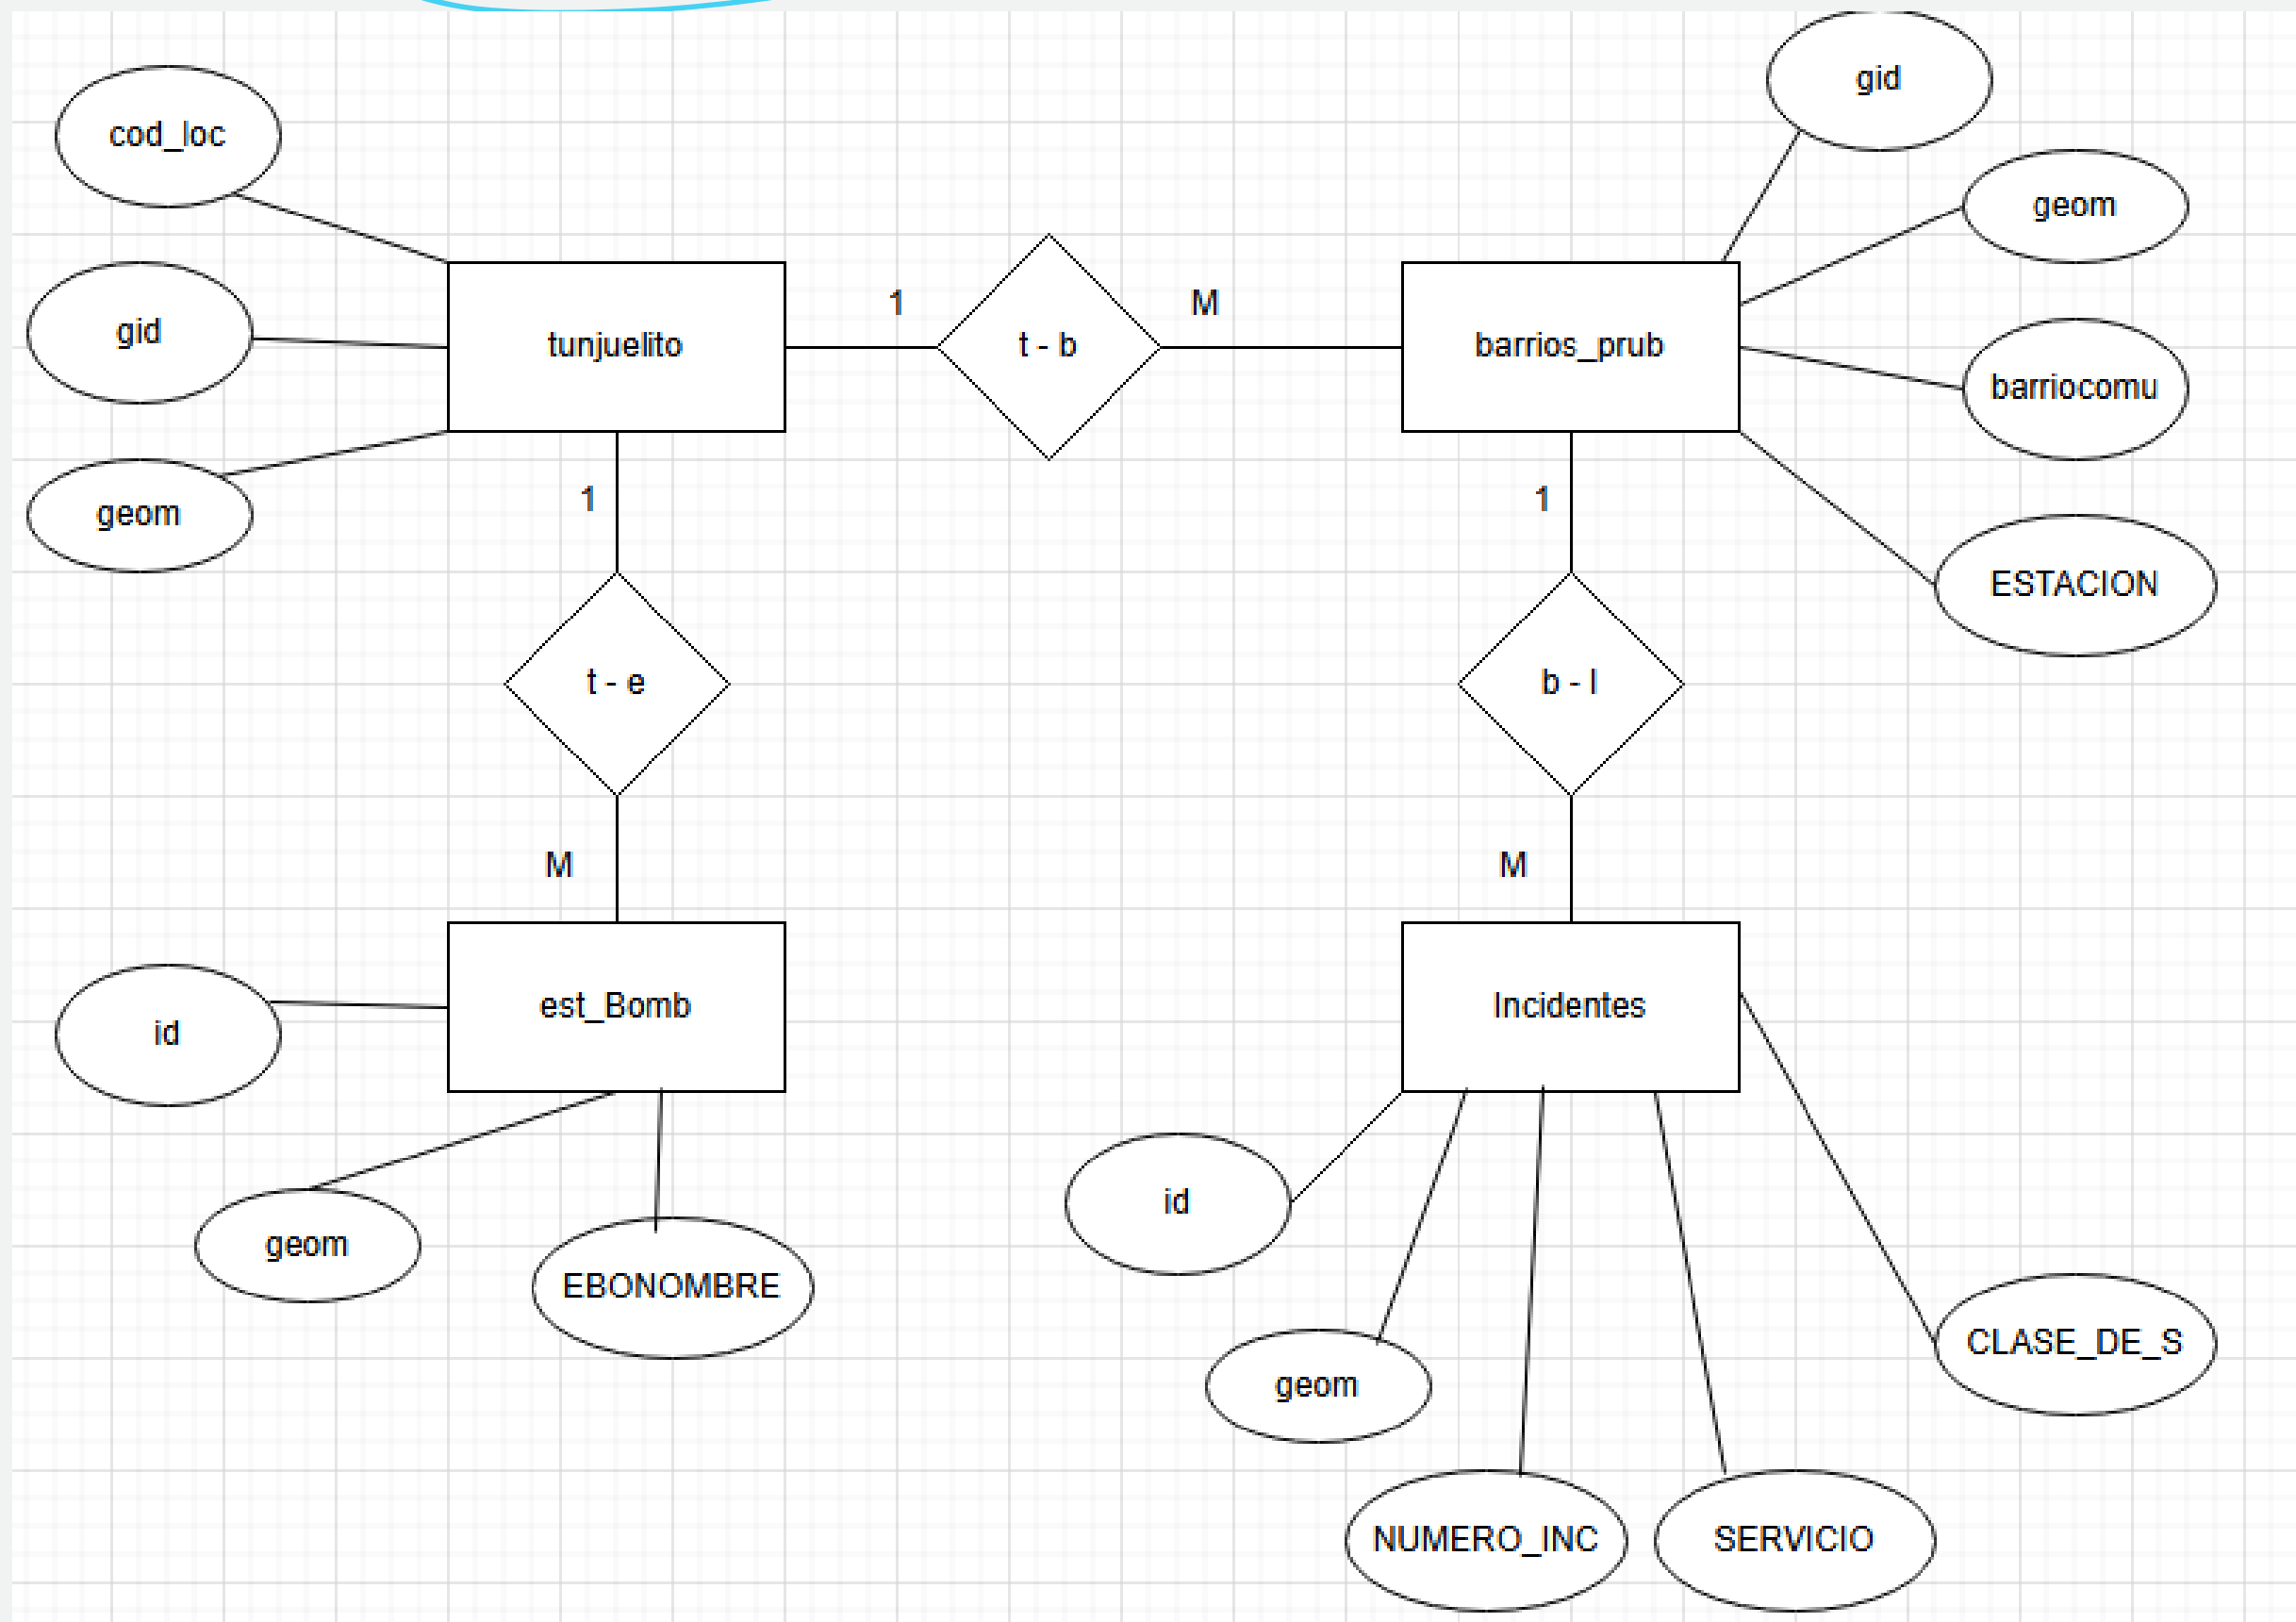 gid
cod_loc
geom
gid
tunjuelito
1
t - b
M
barrios_prub
barriocomu
geom
1
1
ESTACION
t - e
b - I
M
M
id
est_Bomb
Incidentes
id
geom
EBONOMBRE
geom
CLASE_DE_S
NUMERO_INC
SERVICIO